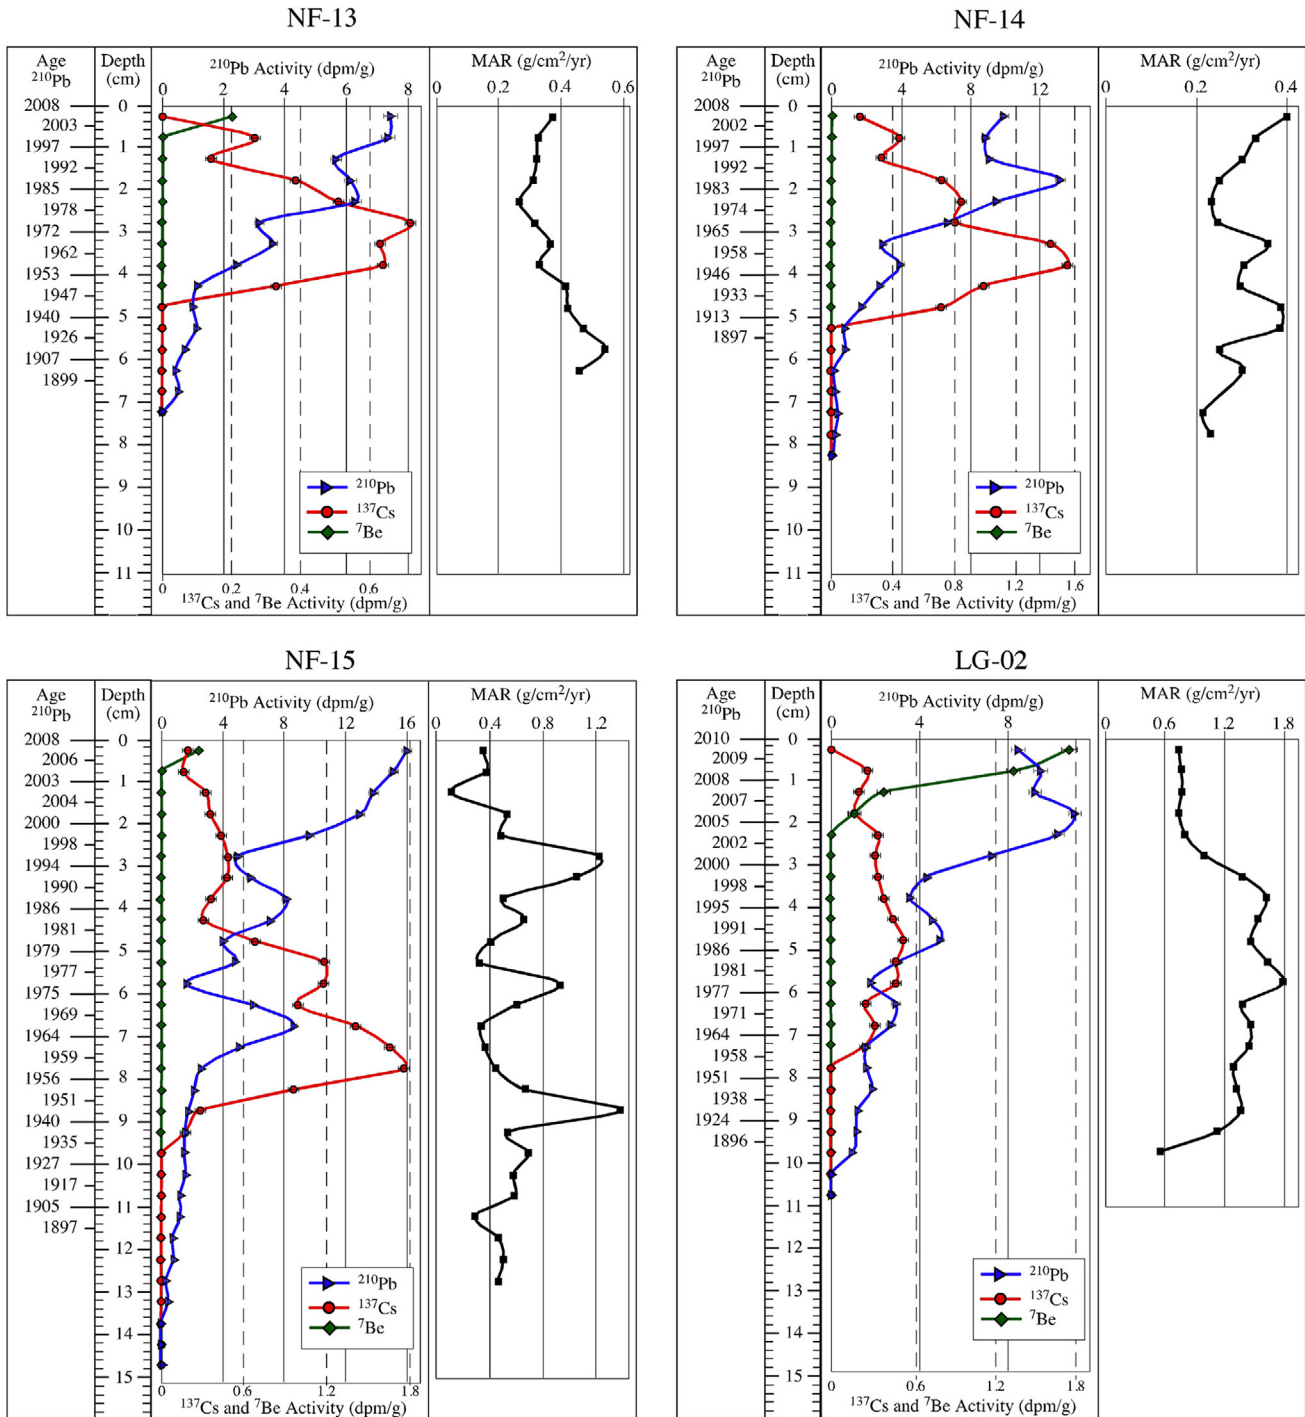 NF-13
Age
²¹⁰Pb
Depth
(cm)
²¹⁰Pb Activity (dpm/g)
0 2 4 6 8
MAR (g/cm²/yr)
0 0.2 0.4 0.6
2008
2003
1997
1992
1985
1978
1972
1962
1953
1947
1940
1926
1907
1899
0
1
2
3
4
5
6
7
8
9
10
11
²¹⁰Pb
¹³⁷Cs
⁷Be
0 0.2 0.4 0.6
¹³⁷Cs and ⁷Be Activity (dpm/g)
NF-14
Age
²¹⁰Pb
Depth
(cm)
²¹⁰Pb Activity (dpm/g)
0 4 8 12
MAR (g/cm²/yr)
0 0.2 0.4
2008
2002
1997
1992
1983
1974
1965
1958
1946
1933
1913
1897
0
1
2
3
4
5
6
7
8
9
10
11
²¹⁰Pb
¹³⁷Cs
⁷Be
0 0.4 0.8 1.2 1.6
¹³⁷Cs and ⁷Be Activity (dpm/g)
NF-15
Age
²¹⁰Pb
Depth
(cm)
²¹⁰Pb Activity (dpm/g)
0 4 8 12 16
MAR (g/cm²/yr)
0 0.4 0.8 1.2
2008
2006
2003
2004
2000
1998
1994
1990
1986
1981
1979
1977
1975
1969
1964
1959
1956
1951
1940
1935
1927
1917
1905
1897
0
1
2
3
4
5
6
7
8
9
10
11
12
13
14
15
²¹⁰Pb
¹³⁷Cs
⁷Be
0 0.6 1.2 1.8
¹³⁷Cs and ⁷Be Activity (dpm/g)
LG-02
Age
²¹⁰Pb
Depth
(cm)
²¹⁰Pb Activity (dpm/g)
0 4 8
MAR (g/cm²/yr)
0 0.6 1.2 1.8
2010
2009
2008
2007
2005
2002
2000
1998
1995
1991
1986
1981
1977
1971
1964
1958
1951
1938
1924
1896
0
1
2
3
4
5
6
7
8
9
10
11
12
13
14
15
²¹⁰Pb
¹³⁷Cs
⁷Be
0 0.6 1.2 1.8
¹³⁷Cs and ⁷Be Activity (dpm/g)